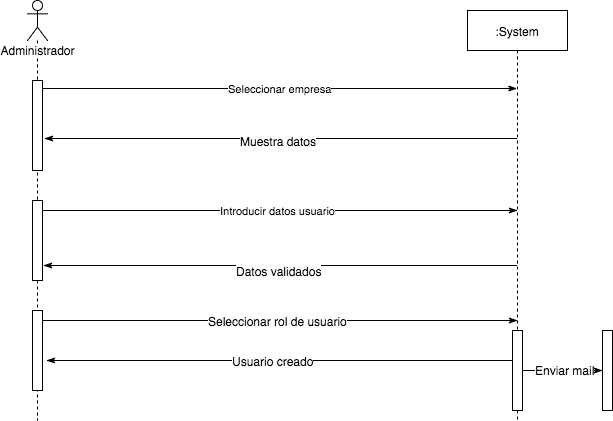 :System
Administrador
Seleccionar empresa
Muestra datos
Introducir datos usuario
Datos validados
Seleccionar rol de usuario
Usuario creado
Enviar mail